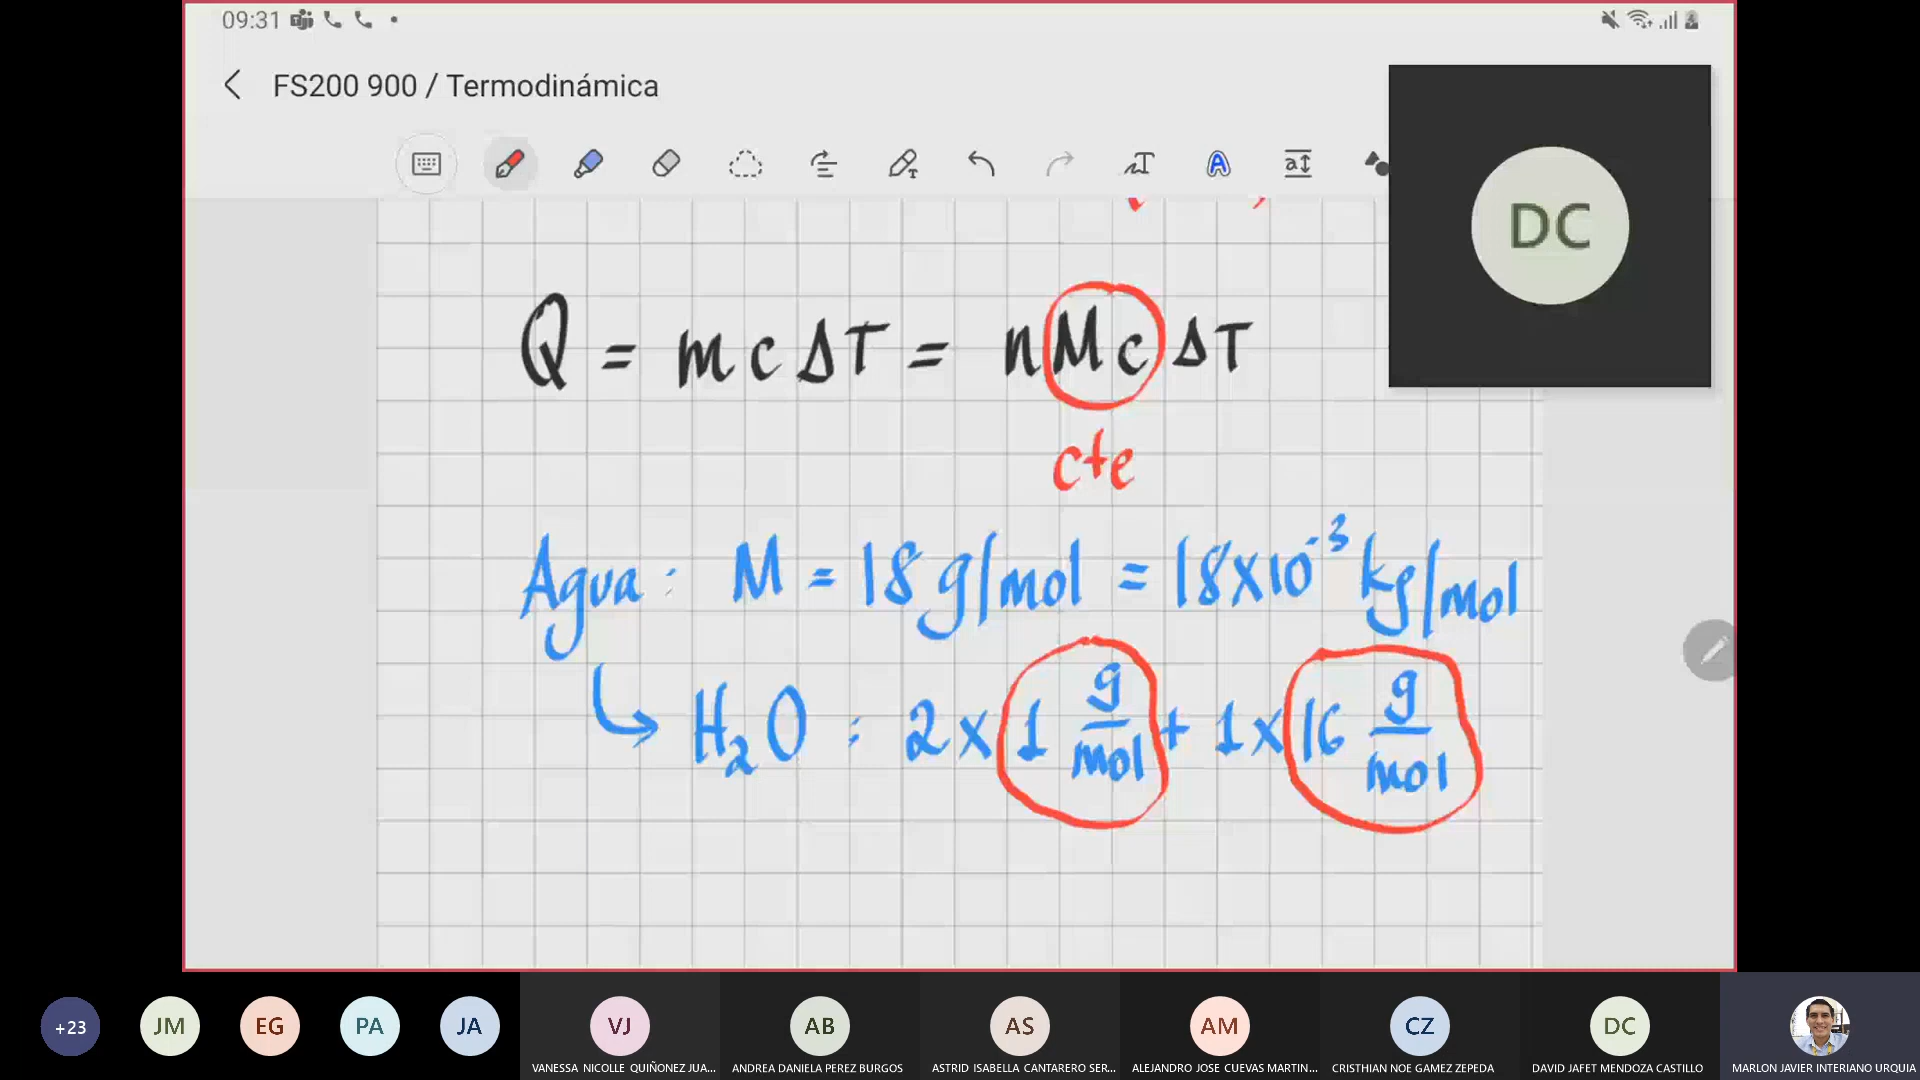 09:31
FS200 900 / Termodinámica
DC
Q = mcΔT = nMcΔT
cte
Agua: M = 18 g/mol = 18x10⁻³ kg/mol
H₂O : 2 x 1 g/mol + 1 x 16 g/mol
+23
JM
EG
PA
JA
VJ
AB
AS
AM
CZ
DC
VANESSA NICOLLE QUIÑONEZ JUA...
ANDREA DANIELA PEREZ BURGOS
ASTRID ISABELLA CANTARERO SER...
ALEJANDRO JOSE CUEVAS MARTIN...
CRISTHIAN NOE GAMEZ ZEPEDA
DAVID JAFET MENDOZA CASTILLO
MARLON JAVIER INTERIANO URQUIA